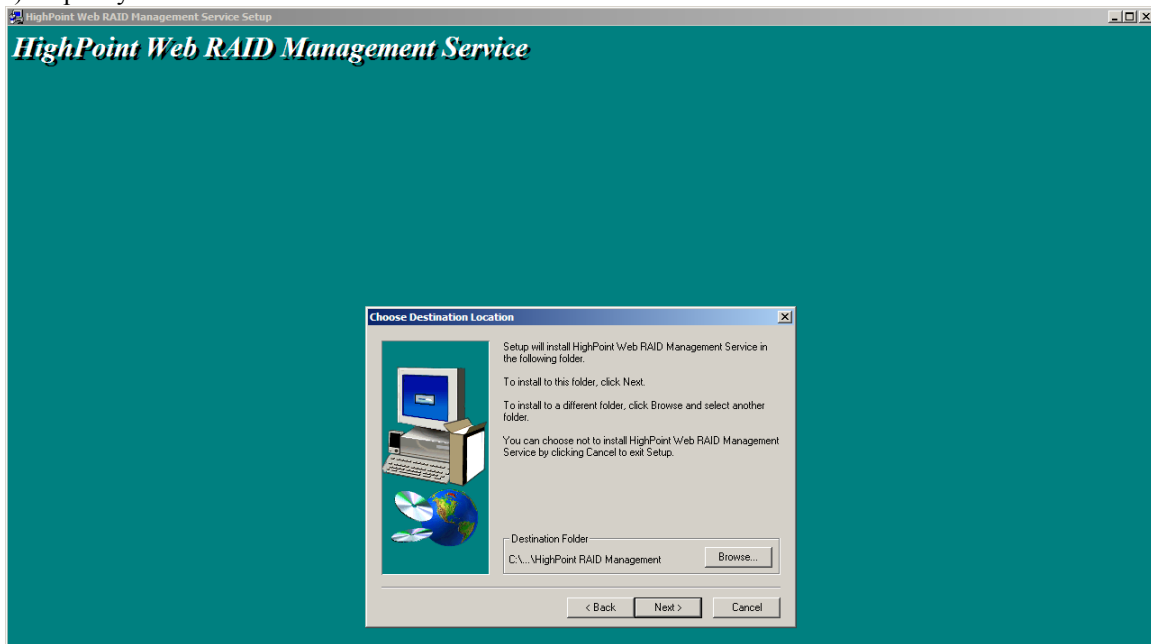 HighPoint Web RAID Management Service Setup
HighPoint Web RAID Management Service
Choose Destination Location
Setup will install HighPoint Web RAID Management Service in
the following folder.
To install to this folder, click Next.
To install to a different folder, click Browse and select another
folder.
You can choose not to install HighPoint Web RAID Management
Service by clicking Cancel to exit Setup.
Destination Folder
C:\...\HighPoint RAID Management
Browse...
< Back Next > Cancel